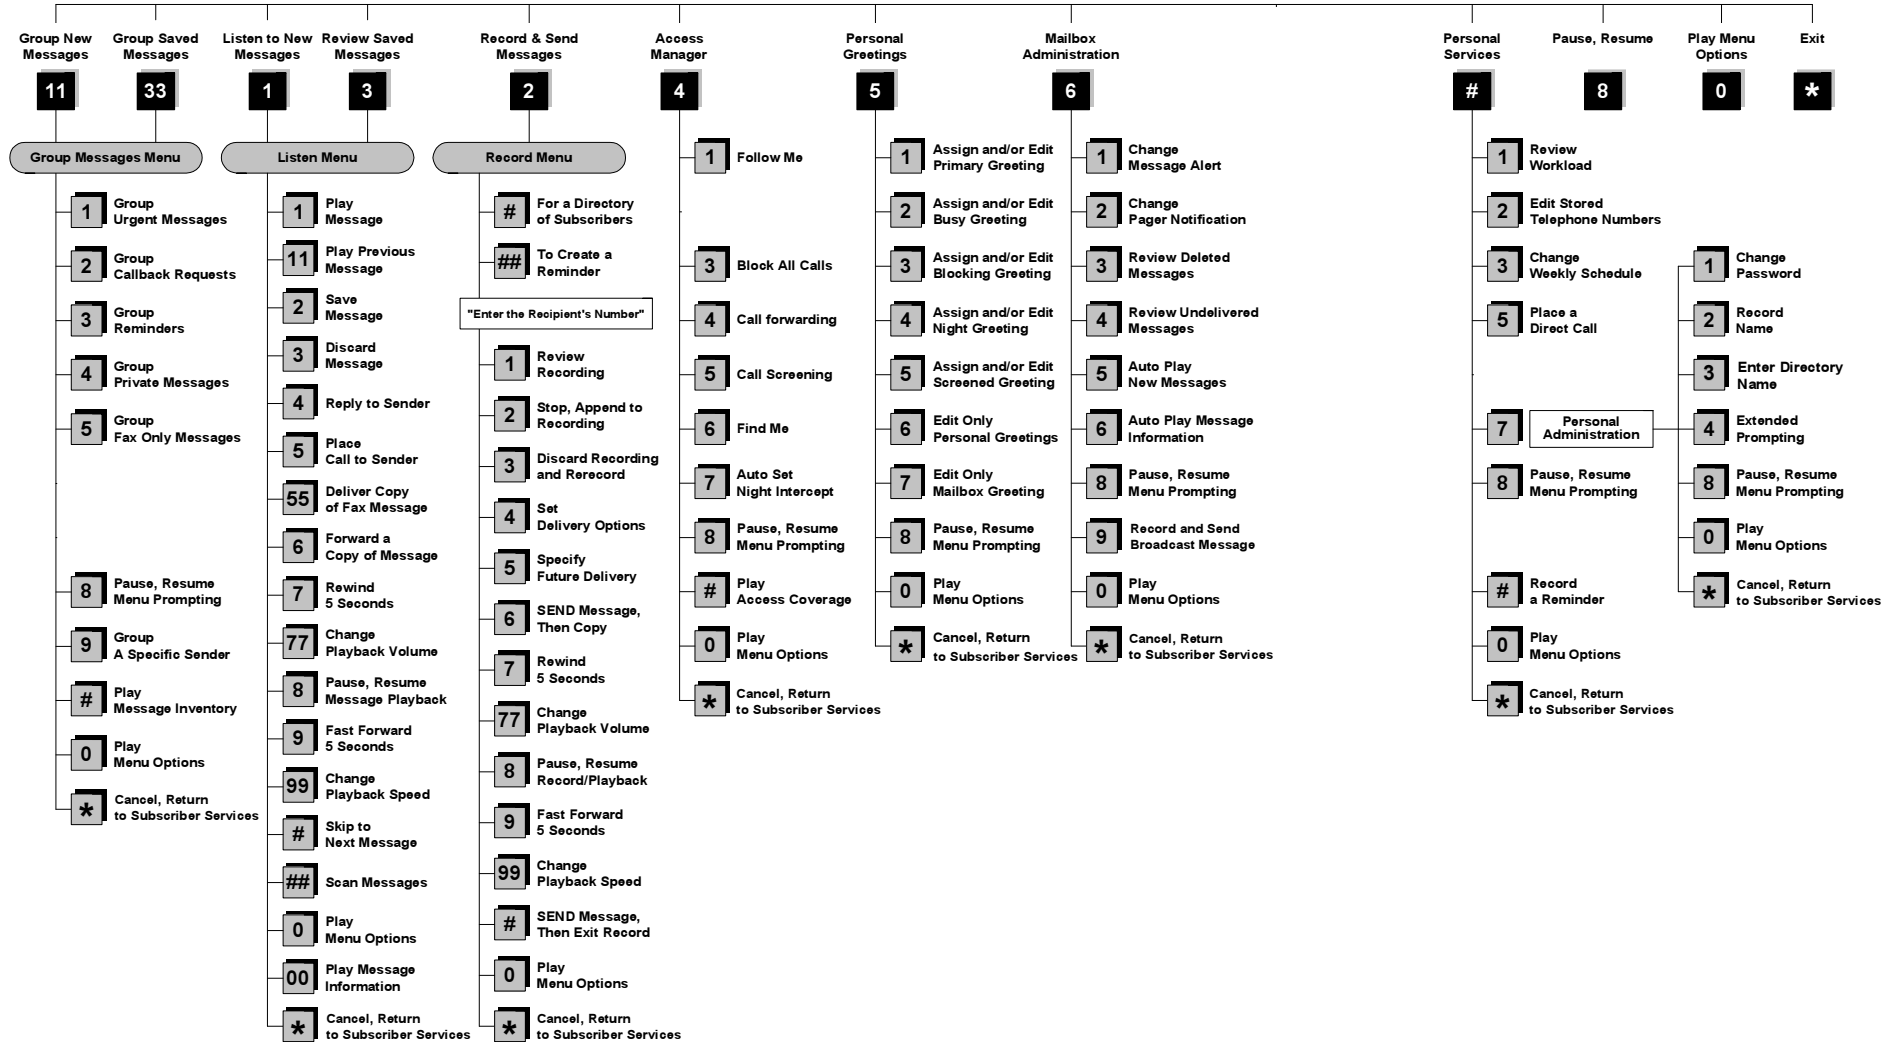 Group New
Messages
11
Group Saved
Messages
33
Listen to New
Messages
1
Review Saved
Messages
3
Record & Send
Messages
2
Access
Manager
4
Personal
Greetings
5
Mailbox
Administration
6
Personal
Services
#
Pause, Resume
8
Play Menu
Options
0
Exit
*
Group Messages Menu
1
Group
Urgent Messages
2
Group
Callback Requests
3
Group
Reminders
4
Group
Private Messages
5
Group
Fax Only Messages
8
Pause, Resume
Menu Prompting
9
Group
A Specific Sender
#
Play
Message Inventory
0
Play
Menu Options
*
Cancel, Return
to Subscriber Services
Listen Menu
1
Play
Message
11
Play Previous
Message
2
Save
Message
3
Discard
Message
4
Reply to Sender
5
Place
Call to Sender
55
Deliver Copy
of Fax Message
6
Forward a
Copy of Message
7
Rewind
5 Seconds
77
Change
Playback Volume
8
Pause, Resume
Message Playback
9
Fast Forward
5 Seconds
99
Change
Playback Speed
#
Skip to
Next Message
##
Scan Messages
0
Play
Menu Options
00
Play Message
Information
*
Cancel, Return
to Subscriber Services
Record Menu
#
For a Directory
of Subscribers
##
To Create a
Reminder
"Enter the Recipient's Number"
1
Review
Recording
2
Stop, Append to
Recording
3
Discard Recording
and Rerecord
4
Set
Delivery Options
5
Specify
Future Delivery
6
SEND Message,
Then Copy
7
Rewind
5 Seconds
77
Change
Playback Volume
8
Pause, Resume
Record/Playback
9
Fast Forward
5 Seconds
99
Change
Playback Speed
#
SEND Message,
Then Exit Record
0
Play
Menu Options
*
Cancel, Return
to Subscriber Services
1
Follow Me
3
Block All Calls
4
Call forwarding
5
Call Screening
6
Find Me
7
Auto Set
Night Intercept
8
Pause, Resume
Menu Prompting
#
Play
Access Coverage
0
Play
Menu Options
*
Cancel, Return
to Subscriber Services
1
Assign and/or Edit
Primary Greeting
2
Assign and/or Edit
Busy Greeting
3
Assign and/or Edit
Blocking Greeting
4
Assign and/or Edit
Night Greeting
5
Assign and/or Edit
Screened Greeting
6
Edit Only
Personal Greetings
7
Edit Only
Mailbox Greeting
8
Pause, Resume
Menu Prompting
0
Play
Menu Options
*
Cancel, Return
to Subscriber Services
1
Change
Message Alert
2
Change
Pager Notification
3
Review Deleted
Messages
4
Review Undelivered
Messages
5
Auto Play
New Messages
6
Auto Play Message
Information
8
Pause, Resume
Menu Prompting
9
Record and Send
Broadcast Message
0
Play
Menu Options
*
Cancel, Return
to Subscriber Services
1
Review
Workload
2
Edit Stored
Telephone Numbers
3
Change
Weekly Schedule
5
Place a
Direct Call
7
Personal
Administration
8
Pause, Resume
Menu Prompting
#
Record
a Reminder
0
Play
Menu Options
*
Cancel, Return
to Subscriber Services
1
Change
Password
2
Record
Name
3
Enter Directory
Name
4
Extended
Prompting
8
Pause, Resume
Menu Prompting
0
Play
Menu Options
*
Cancel, Return
to Subscriber Services